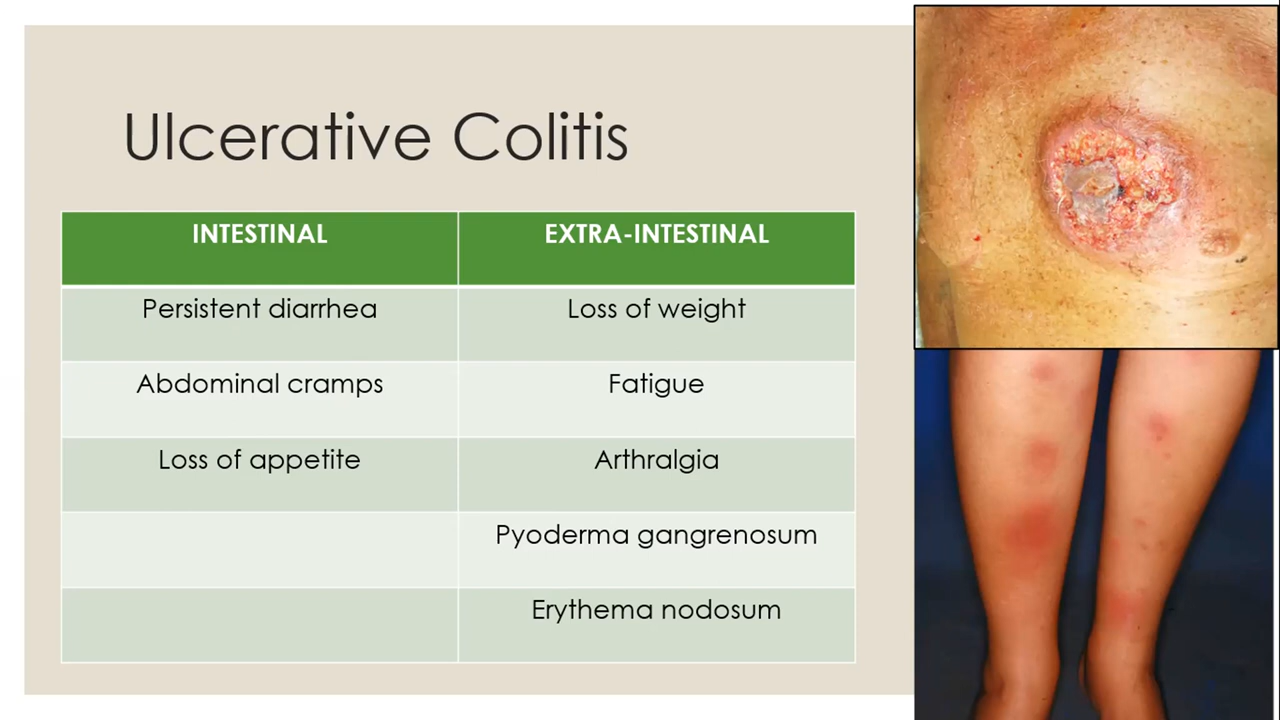 Ulcerative Colitis
INTESTINAL
EXTRA-INTESTINAL
Persistent diarrhea
Loss of weight
Abdominal cramps
Fatigue
Loss of appetite
Arthralgia
Pyoderma gangrenosum
Erythema nodosum